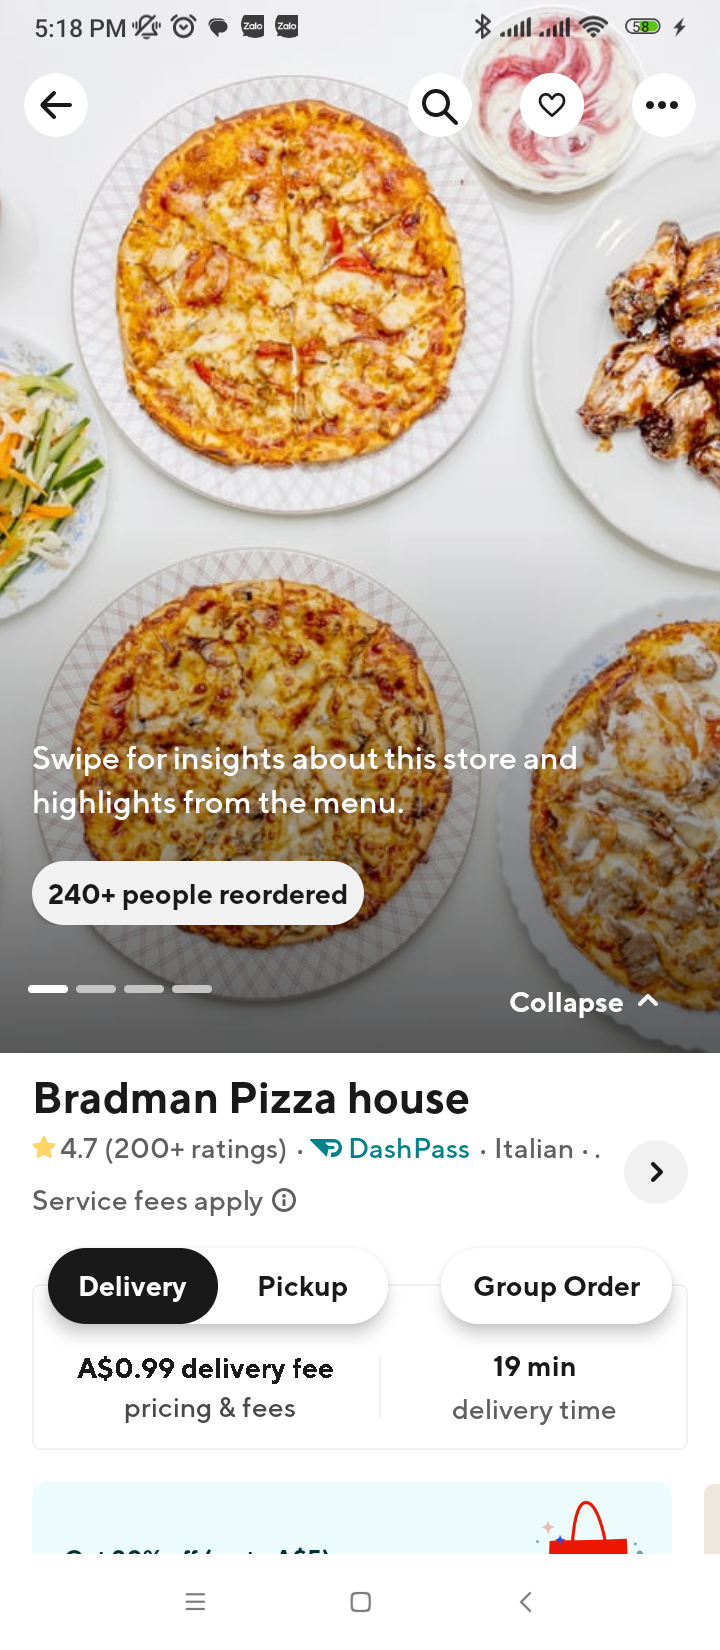 5:18 PM
Zalo
Zalo
58
Swipe for insights about this store and
highlights from the menu.
240+ people reordered
Collapse
Bradman Pizza house
4.7 (200+ ratings) · DashPass · Italian · .
Service fees apply
Delivery
Pickup
Group Order
A$0.99 delivery fee
19 min
pricing & fees
delivery time